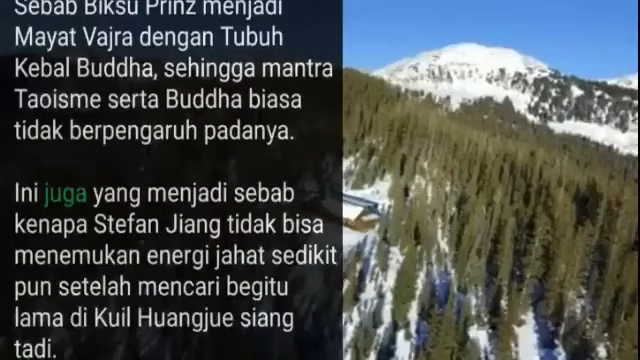 Sebab Biksu Prinz menjadi
Mayat Vajra dengan Tubuh
Kebal Buddha, sehingga mantra
Taoisme serta Buddha biasa
tidak berpengaruh padanya.
Ini juga yang menjadi sebab
kenapa Stefan Jiang tidak bisa
menemukan energi jahat sedikit
pun setelah mencari begitu
lama di Kuil Huangjue siang
tadi.